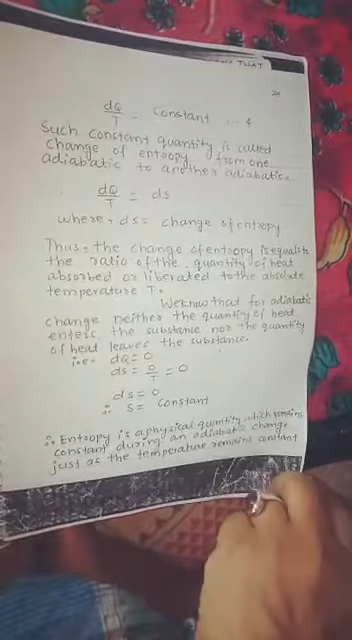 THAT
dQ/T = Constant ... 4
Such constant quantity is called
change of entropy from one
adiabatic to another adiabatic.
dQ/T = ds
where, ds = change of entropy
Thus, the change of entropy is equals to
the ratio of the quantity of heat
absorbed or liberated to the absolute
temperature T.
We know that for adiabatic
change neither the quantity of heat
enters the substance nor the quantity
of heat leaves the substance.
i.e. dQ = 0
ds = 0/T = 0
ds = 0
∴ S = Constant
∴ Entropy is a physical quantity which remains
constant during an adiabatic change
just as the temperature remains constant